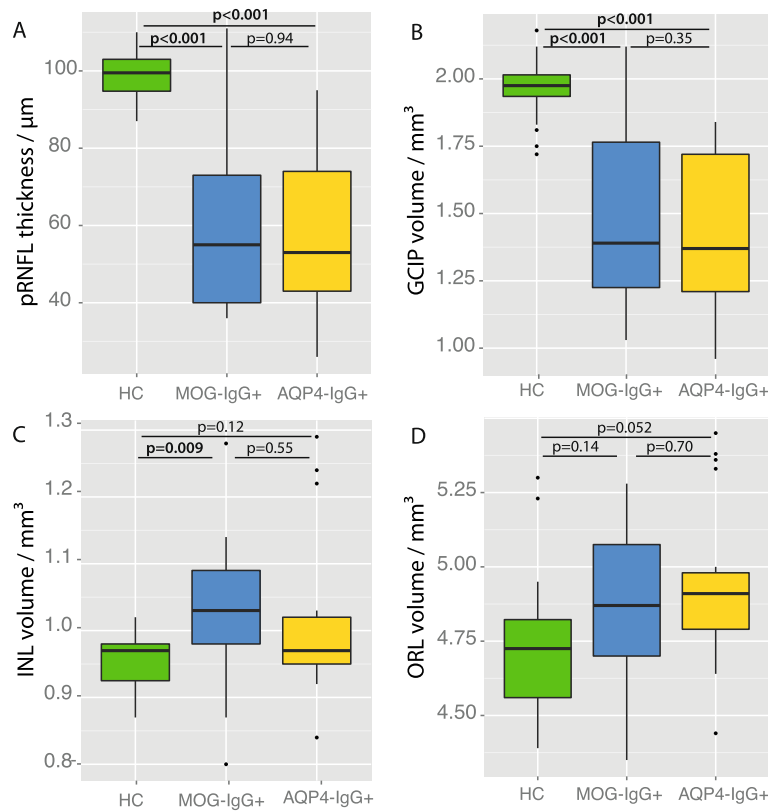 A
p<0.001
p<0.001
p=0.94
pRNFL thickness / µm
100
80
60
40
HC
MOG-IgG+
AQP4-IgG+
B
p<0.001
p<0.001
p=0.35
GCIP volume / mm³
2.00
1.75
1.50
1.25
1.00
HC
MOG-IgG+
AQP4-IgG+
C
p=0.12
p=0.009
p=0.55
INL volume / mm³
1.3
1.2
1.1
1.0
0.9
0.8
HC
MOG-IgG+
AQP4-IgG+
D
p=0.052
p=0.14
p=0.70
ORL volume / mm³
5.25
5.00
4.75
4.50
HC
MOG-IgG+
AQP4-IgG+